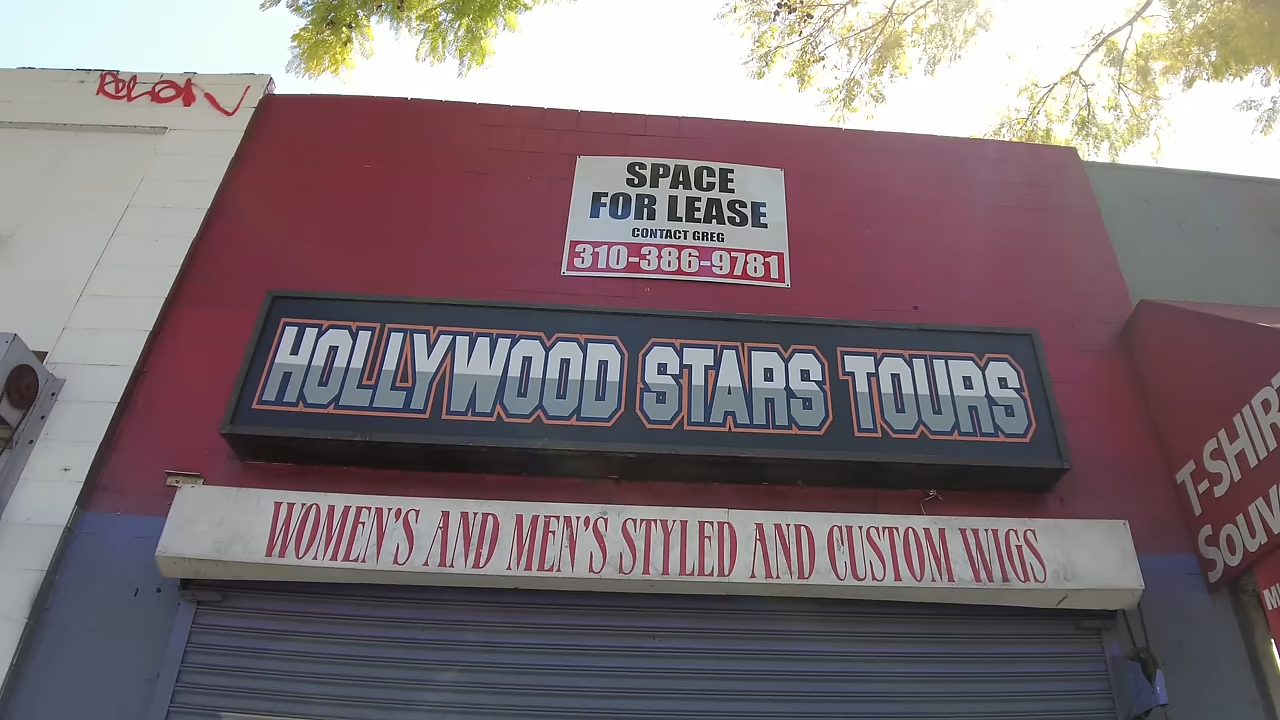 SPACE
FOR LEASE
CONTACT GREG
310-386-9781
HOLLYWOOD STARS TOURS
WOMEN'S AND MEN'S STYLED AND CUSTOM WIGS
T-SHIR
SOUV